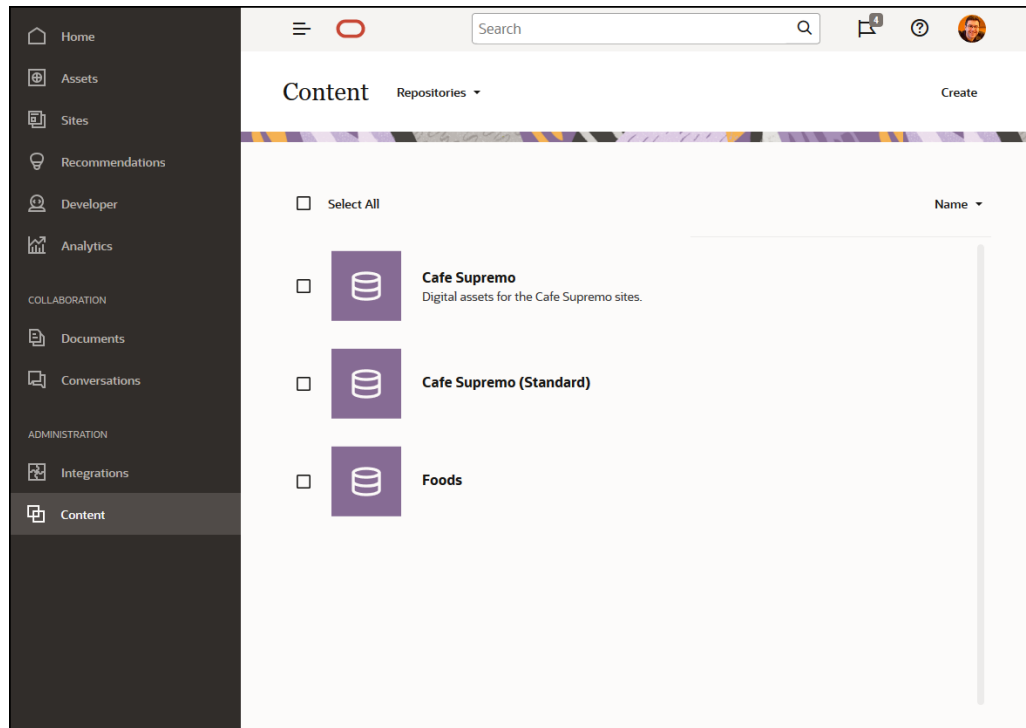 Home
Assets
Sites
Recommendations
Developer
Analytics
COLLABORATION
Documents
Conversations
ADMINISTRATION
Integrations
Content
Search
4
Content Repositories
Create
Select All
Name
Cafe Supremo
Digital assets for the Cafe Supremo sites.
Cafe Supremo (Standard)
Foods